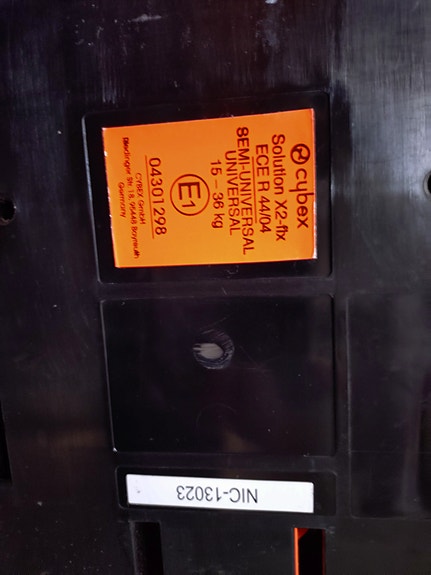 cybex
Solution X2-fix
ECE R 44/04
SEMI-UNIVERSAL
UNIVERSAL
15 – 36 kg
E1
04301298
CYBEX GmbH
Riedinger Str. 18, 95448 Bayreuth
Germany
NIC-13023